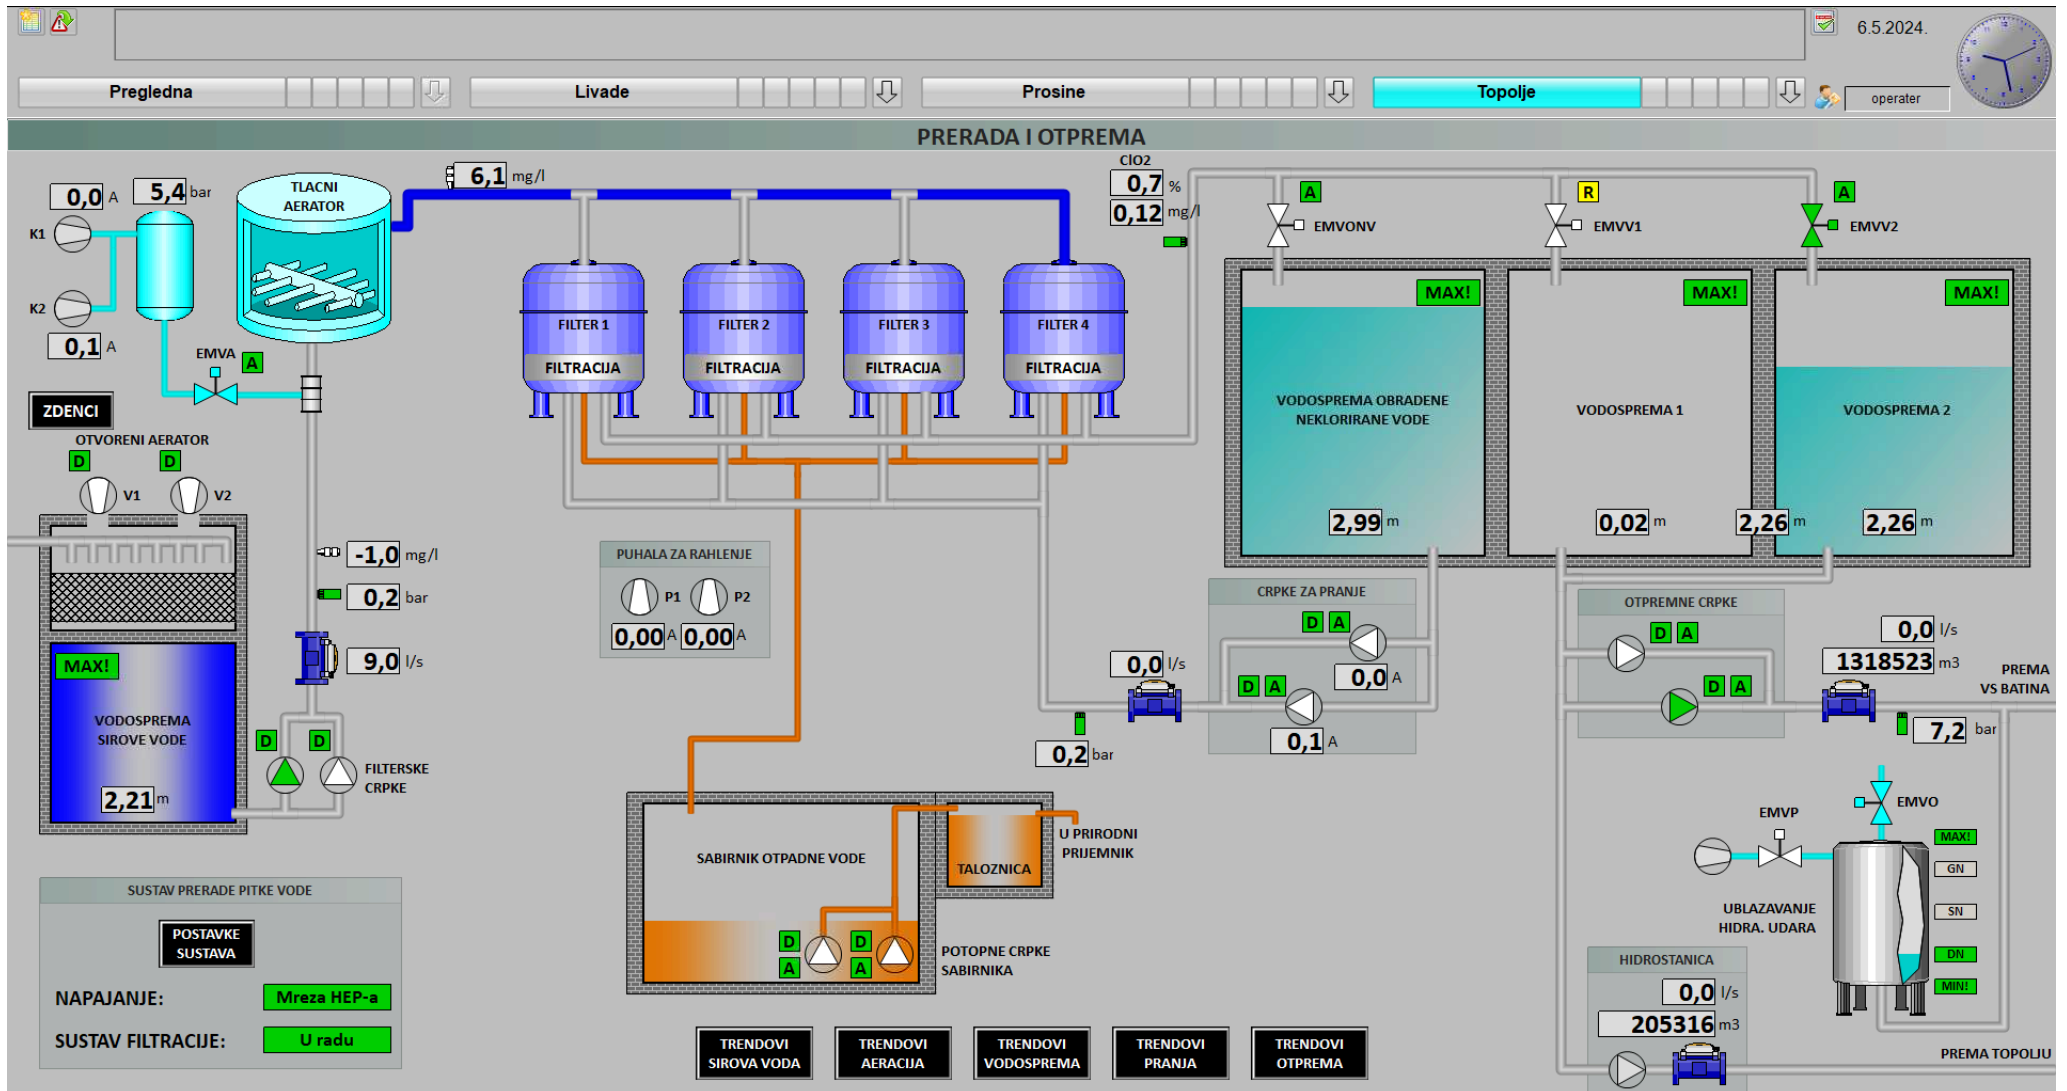 6.5.2024.
Pregledna
Livade
Prosine
Topolje
operater
PRERADA I OTPREMA
0,0 A
5,4 bar
K1
K2
0,1 A
TLACNI
AERATOR
EMVA
A
6,1 mg/l
ClO2
0,7 %
0,12 mg/l
A
EMVONV
R
EMVV1
A
EMVV2
FILTER 1
FILTRACIJA
FILTER 2
FILTRACIJA
FILTER 3
FILTRACIJA
FILTER 4
FILTRACIJA
MAX!
VODOSPREMA OBRADENE
NEKLORIRANE VODE
2,99 m
MAX!
VODOSPREMA 1
0,02 m
2,26 m
MAX!
VODOSPREMA 2
2,26 m
ZDENCI
OTVORENI AERATOR
D
V1
D
V2
-1,0 mg/l
0,2 bar
9,0 l/s
MAX!
VODOSPREMA
SIROVE VODE
2,21 m
D
D
FILTERSKE
CRPKE
PUHALA ZA RAHLENJE
P1
P2
0,00 A
0,00 A
CRPKE ZA PRANJE
D A
0,0 A
D A
0,1 A
0,0 l/s
0,2 bar
OTPREMNE CRPKE
D A
D A
0,0 l/s
1318523 m3
PREMA
VS BATINA
7,2 bar
EMVO
EMVP
MAX!
GN
SN
DN
MIN!
UBLAZAVANJE
HIDRA. UDARA
SABIRNIK OTPADNE VODE
TALOZNICA
U PRIRODNI
PRIJEMNIK
D
A
D
A
POTOPNE CRPKE
SABIRNIKA
SUSTAV PRERADE PITKE VODE
POSTAVKE
SUSTAVA
NAPAJANJE:
Mreza HEP-a
SUSTAV FILTRACIJE:
U radu
HIDROSTANICA
0,0 l/s
205316 m3
PREMA TOPOLJU
TRENDOVI
SIROVA VODA
TRENDOVI
AERACIJA
TRENDOVI
VODOSPREMA
TRENDOVI
PRANJA
TRENDOVI
OTPREMA